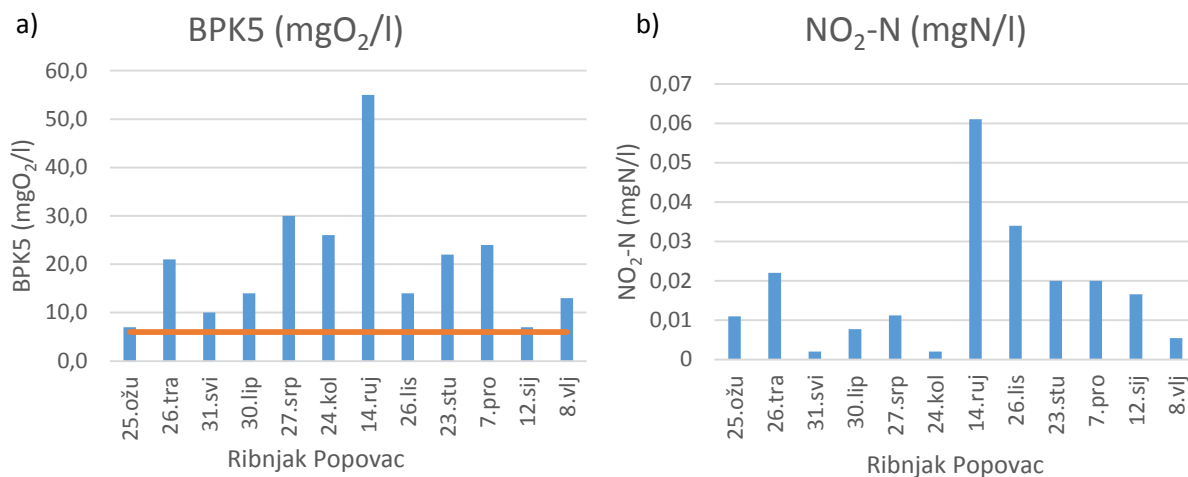 a)
BPK5 (mgO₂/l)
BPK5 (mgO₂/l)
60,0
50,0
40,0
30,0
20,0
10,0
0,0
25.ožu
26.tra
31.svi
30.lip
27.srp
24.kol
14.ruj
26.lis
23.stu
7.pro
12.sij
8.vlj
Ribnjak Popovac
b)
NO₂-N (mgN/l)
NO₂-N (mgN/l)
0,07
0,06
0,05
0,04
0,03
0,02
0,01
0
25.ožu
26.tra
31.svi
30.lip
27.srp
24.kol
14.ruj
26.lis
23.stu
7.pro
12.sij
8.vlj
Ribnjak Popovac